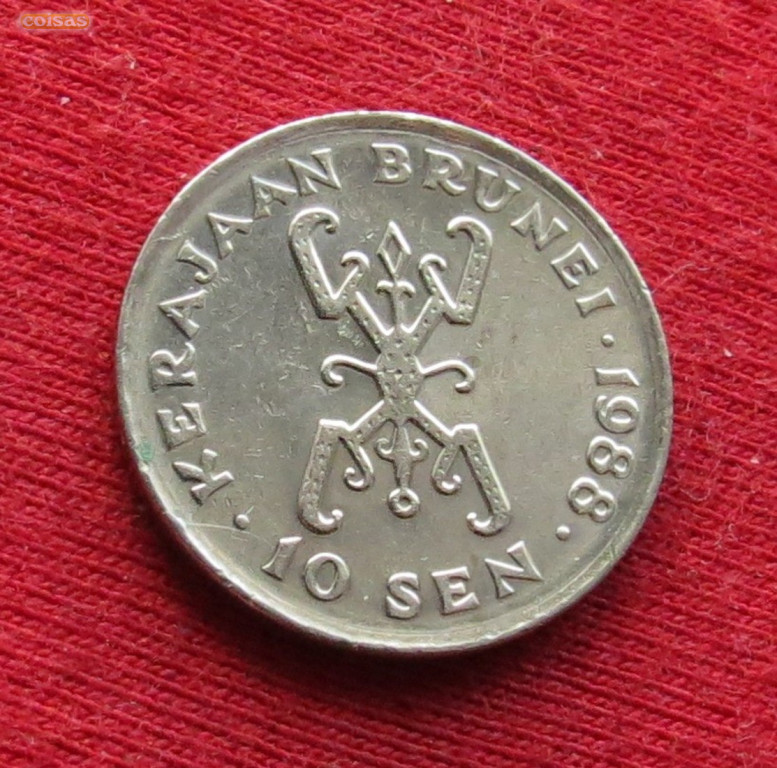 coisas
KERAJAAN BRUNEI · 1988 ·
10 SEN ·